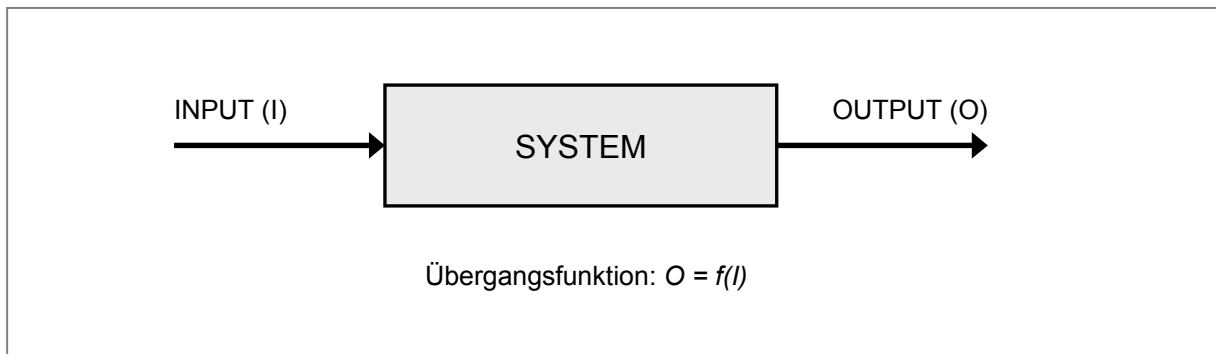 INPUT (I)
OUTPUT (O)
SYSTEM
Übergangsfunktion: O = f(I)